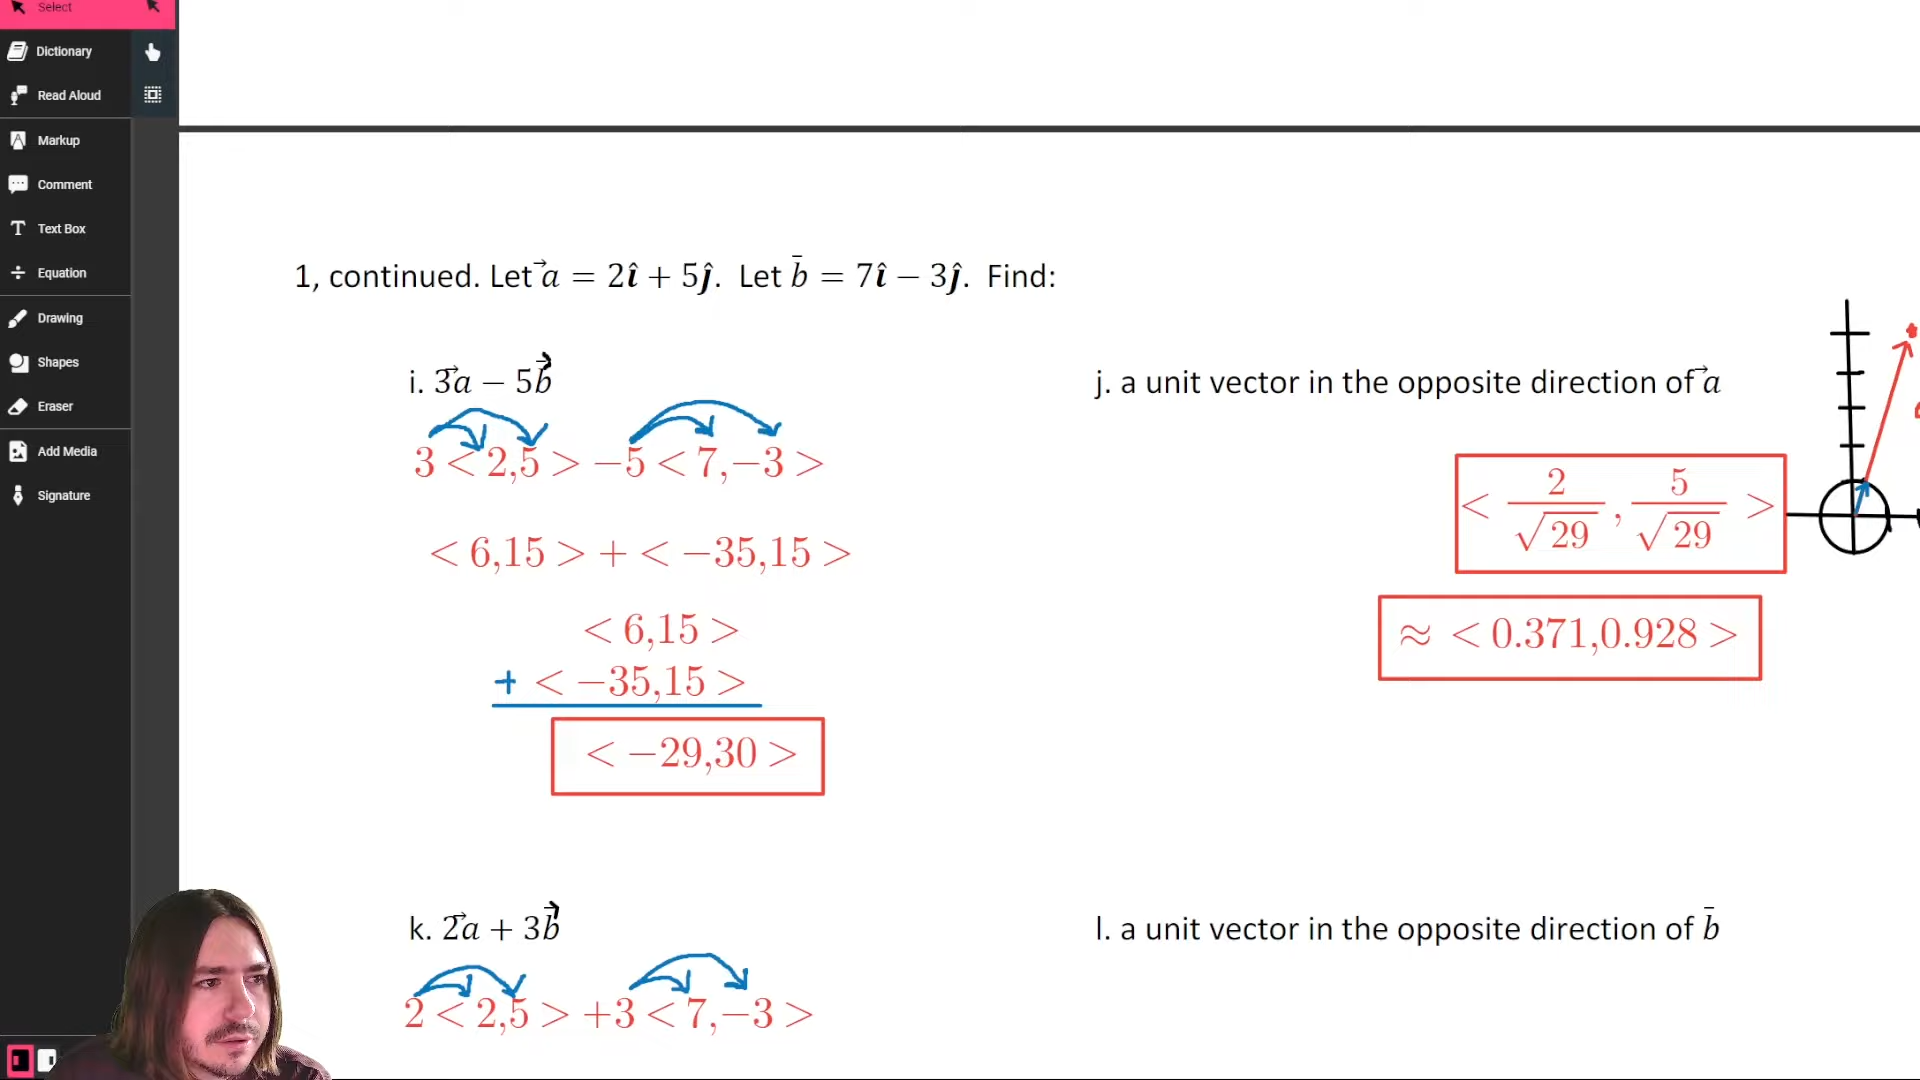 Select
Dictionary
Read Aloud
Markup
Comment
Text Box
Equation
Drawing
Shapes
Eraser
Add Media
Signature
1, continued. Let a⃗ = 2î + 5ĵ. Let b̄ = 7î − 3ĵ. Find:
i. 3a⃗ − 5b⃗
3 < 2,5 > −5 < 7,−3 >
< 6,15 > + < −35,15 >
< 6,15 >
+ < −35,15 >
< −29,30 >
j. a unit vector in the opposite direction of a⃗
< 2/√29 , 5/√29 >
≈ < 0.371,0.928 >
k. 2a⃗ + 3b⃗
2 < 2,5 > +3 < 7,−3 >
l. a unit vector in the opposite direction of b̄